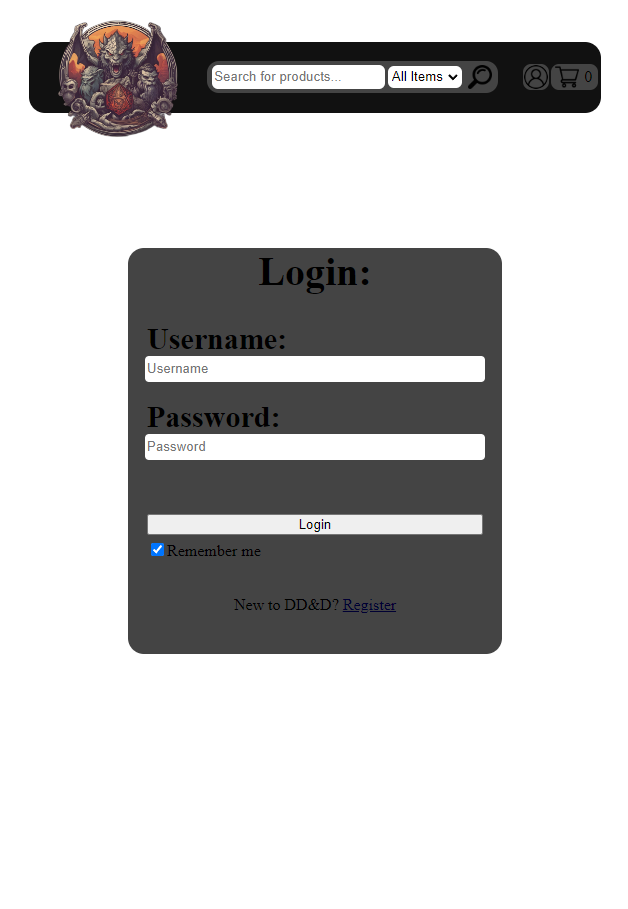 Search for products... All Items 0
Login:
Username:
Username
Password:
Password
Login
Remember me
New to DD&D? Register